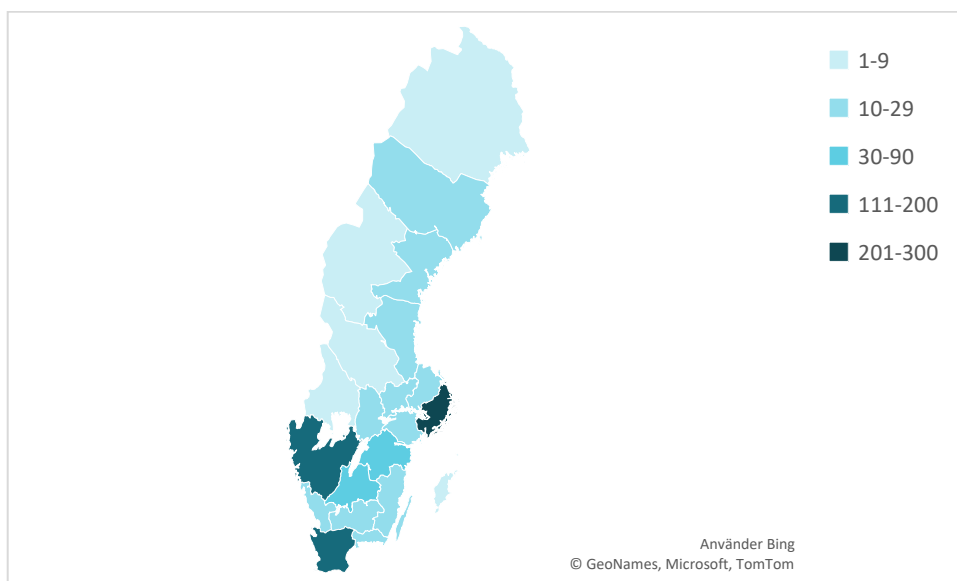 1-9
10-29
30-90
111-200
201-300
Använder Bing
© GeoNames, Microsoft, TomTom